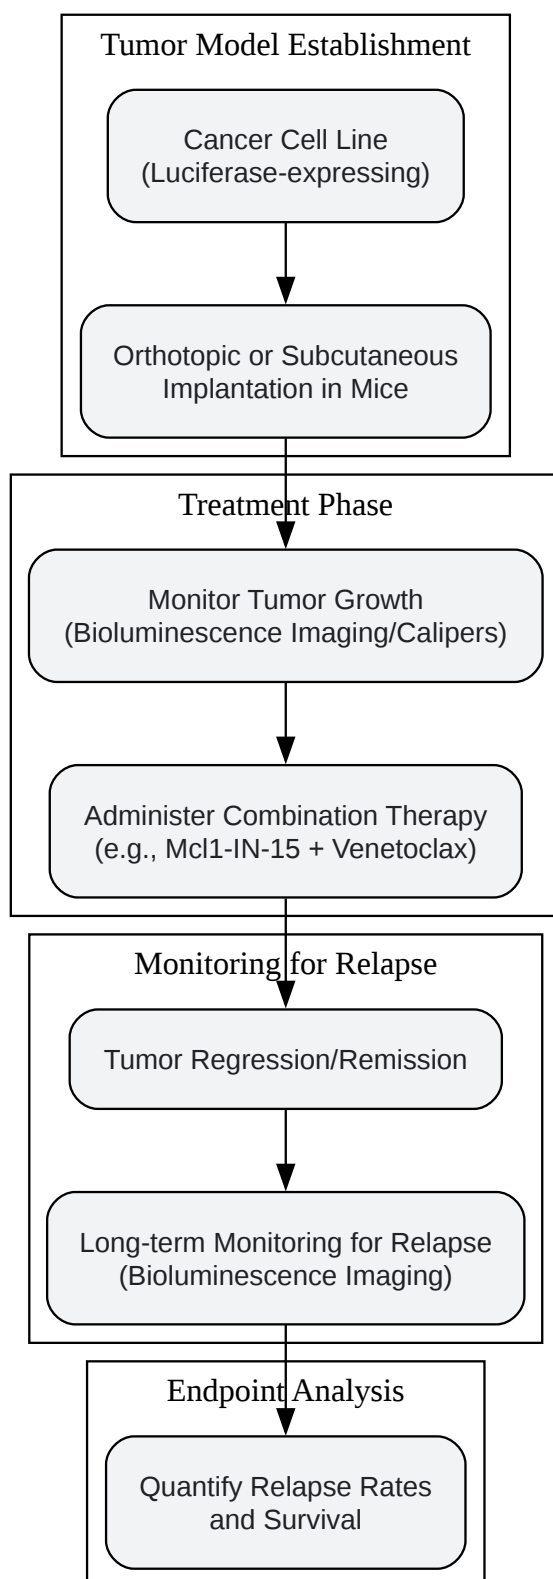 Tumor Model Establishment
Cancer Cell Line
(Luciferase-expressing)
Orthotopic or Subcutaneous
Implantation in Mice
Treatment Phase
Monitor Tumor Growth
(Bioluminescence Imaging/Calipers)
Administer Combination Therapy
(e.g., Mcl1-IN-15 + Venetoclax)
Monitoring for Relapse
Tumor Regression/Remission
Long-term Monitoring for Relapse
(Bioluminescence Imaging)
Endpoint Analysis
Quantify Relapse Rates
and Survival